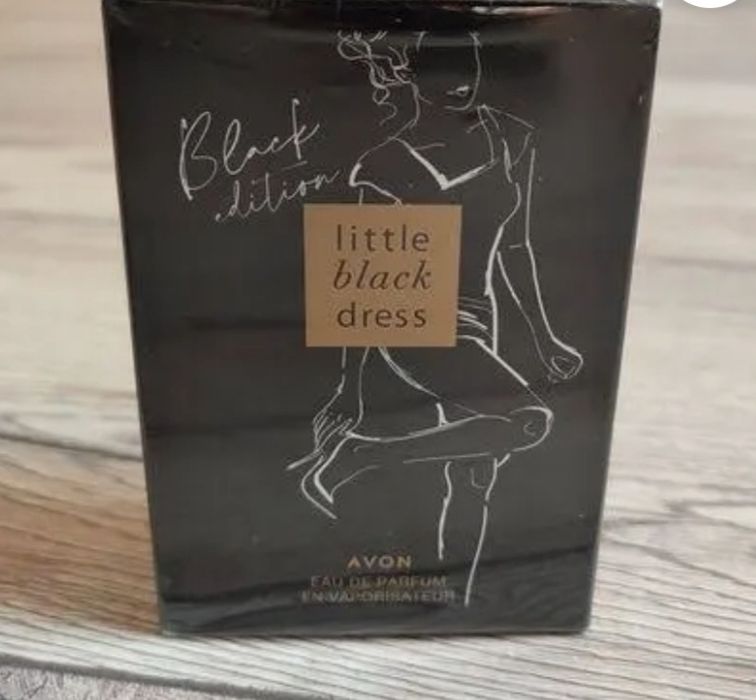 Black
edition
little
black
dress
AVON
EAU DE PARFUM
EN VAPORISATEUR